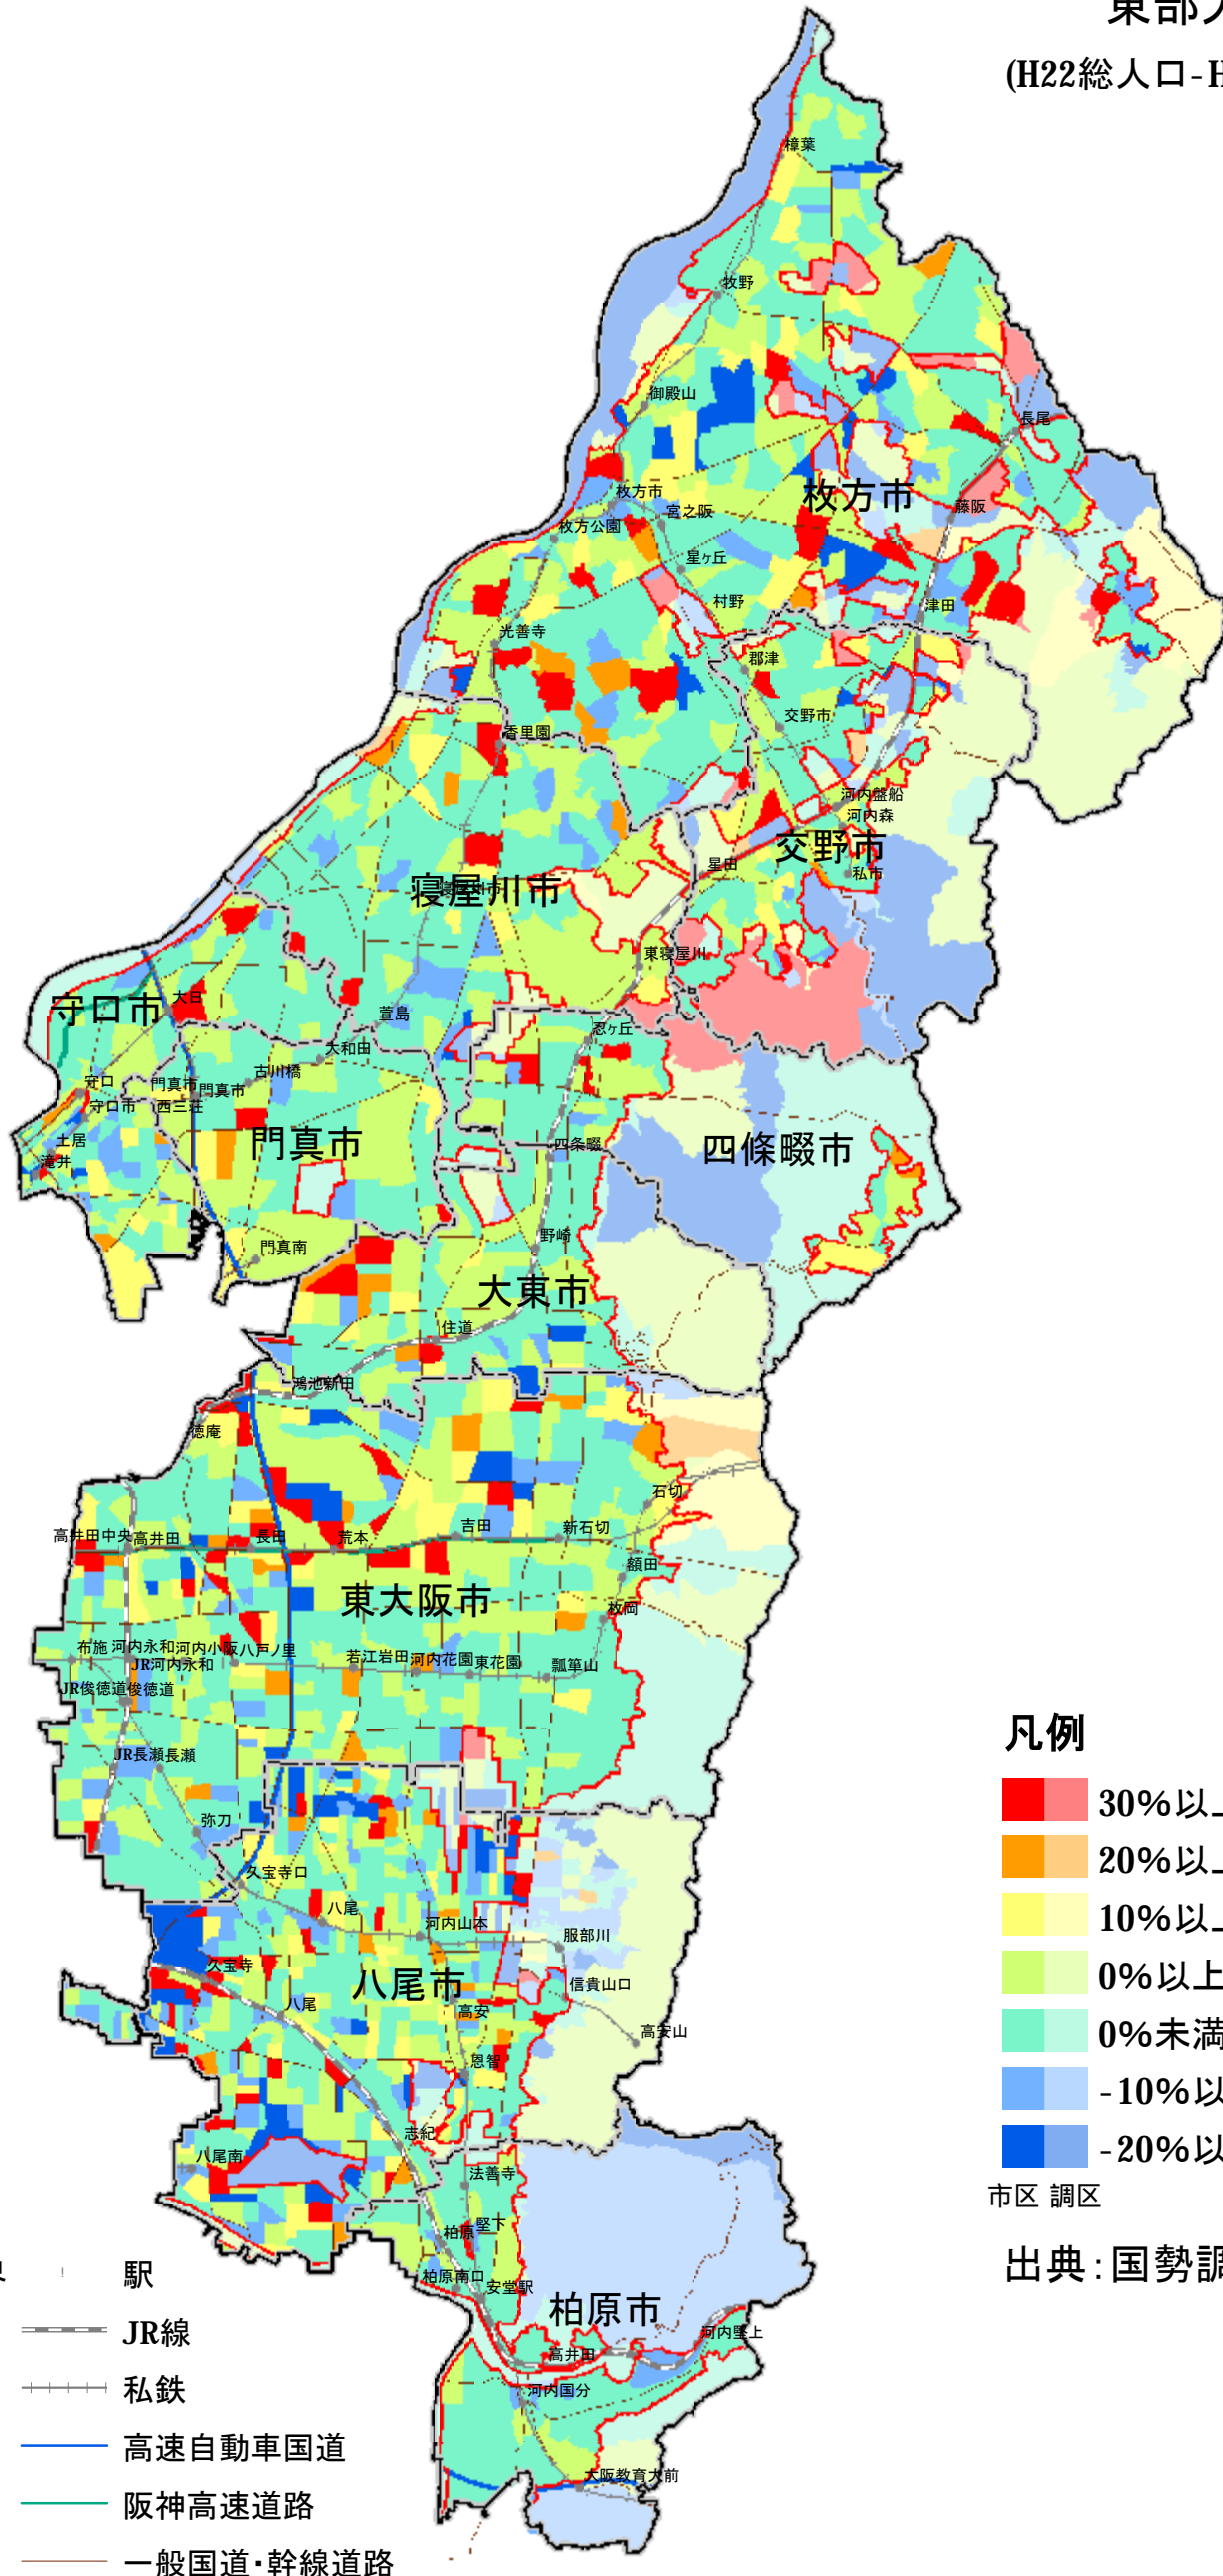 東部
(H22総人口-H
樟葉
牧野
御殿山
長尾
枚方市
枚方市
藤阪
宮之阪
枚方公園
星ヶ丘
村野
津田
光善寺
郡津
交野市
香里園
河内磐船
河内森
交野市
星田
私市
寝屋川市
寝屋川市
東寝屋川
守口市
大日
萱島
忍ヶ丘
大和田
古川橋
守口
門真市
門真市
守口市
西三荘
土居
門真市
四条畷
四條畷市
滝井
門真南
野崎
大東市
住道
鴻池新田
徳庵
石切
高井田中央
高井田
長田
荒本
吉田
新石切
額田
東大阪市
枚岡
布施
河内永和
河内小阪
八戸ノ里
若江岩田
河内花園
東花園
瓢箪山
JR河内永和
JR俊徳道
俊徳道
凡例
JR長瀬
長瀬
30%以上
弥刀
20%以上
久宝寺口
八尾
河内山本
10%以上
服部川
久宝寺
八尾市
信貴山口
0%以上
八尾
高安
高安山
0%未満
恩智
-10%以
志紀
-20%以
八尾南
法善寺
市区 調区
柏原
堅下
出典:国勢調
駅
柏原南口
安堂駅
柏原市
JR線
河内堅上
高井田
私鉄
河内国分
高速自動車国道
大阪教育大前
阪神高速道路
一般国道・幹線道路